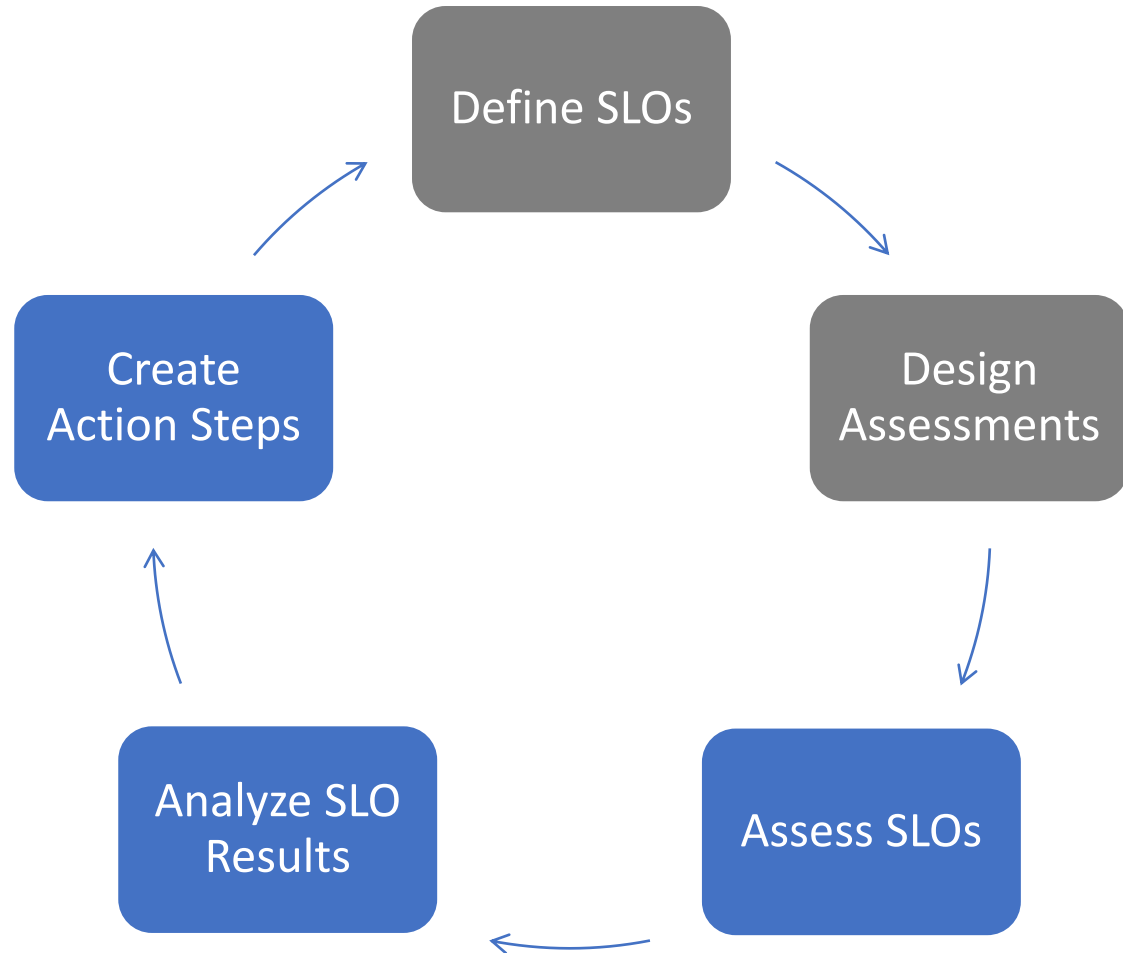 Define SLOs
Design
Assessments
Assess SLOs
Analyze SLO
Results
Create
Action Steps